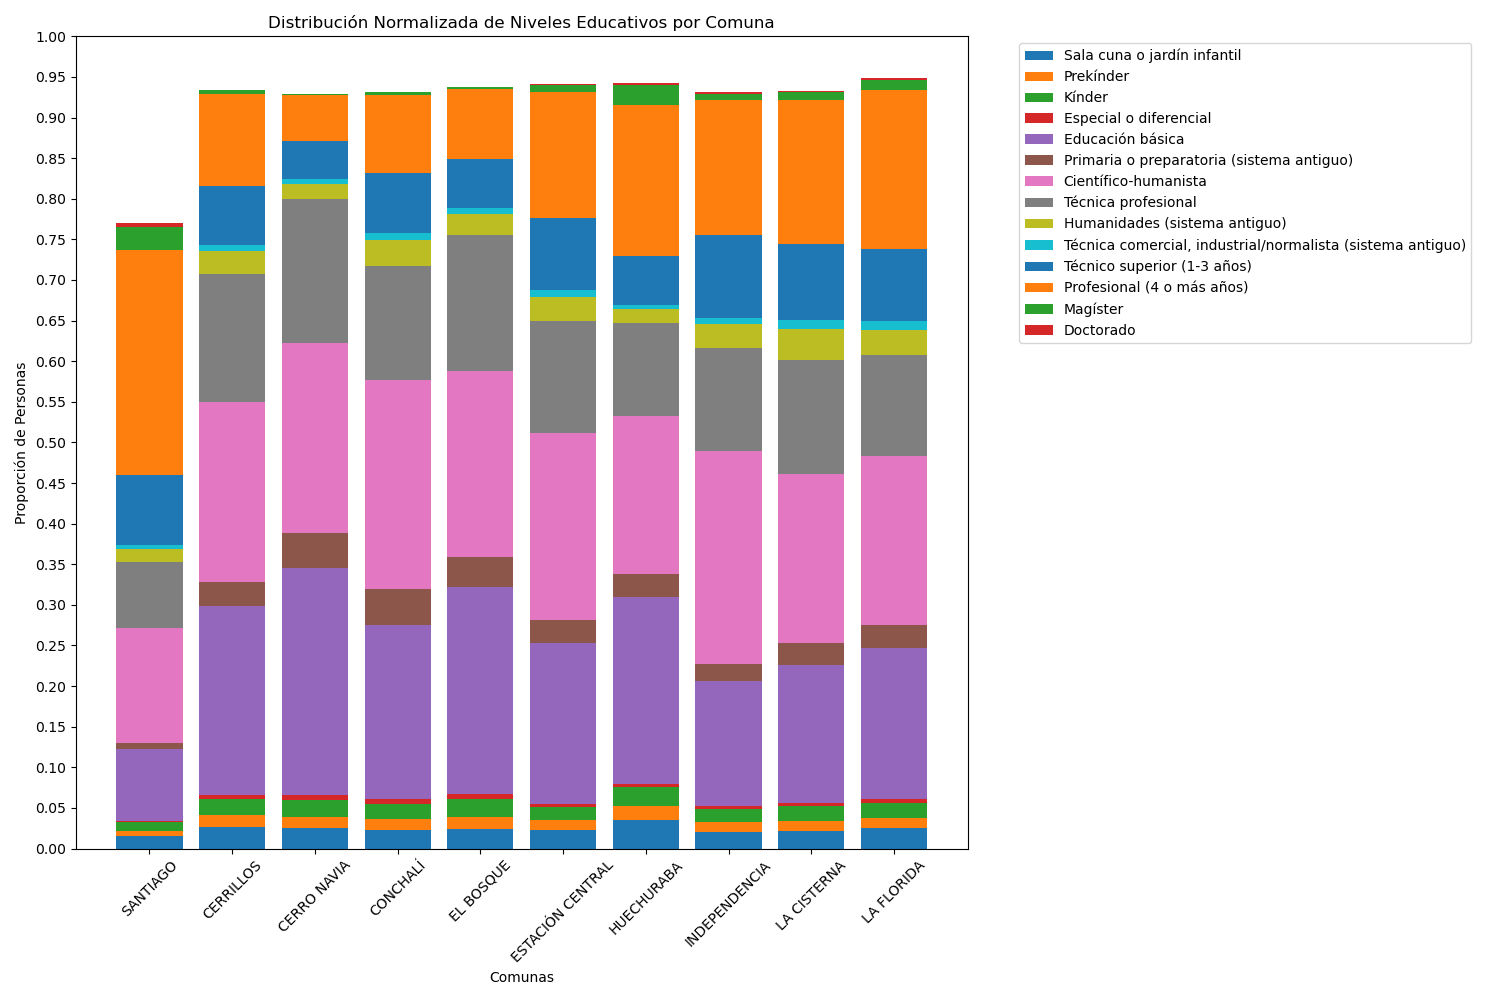 Distribución Normalizada de Niveles Educativos por Comuna
1.00
0.95
0.90
0.85
0.80
0.75
0.70
0.65
0.60
0.55
0.50
0.45
0.40
0.35
0.30
0.25
0.20
0.15
0.10
0.05
0.00
Proporción de Personas
SANTIAGO
CERRILLOS
CERRO NAVIA
CONCHALÍ
EL BOSQUE
ESTACIÓN CENTRAL
HUECHURABA
INDEPENDENCIA
LA CISTERNA
LA FLORIDA
Comunas
Sala cuna o jardín infantil
Prekínder
Kínder
Especial o diferencial
Educación básica
Primaria o preparatoria (sistema antiguo)
Científico-humanista
Técnica profesional
Humanidades (sistema antiguo)
Técnica comercial, industrial/normalista (sistema antiguo)
Técnico superior (1-3 años)
Profesional (4 o más años)
Magíster
Doctorado